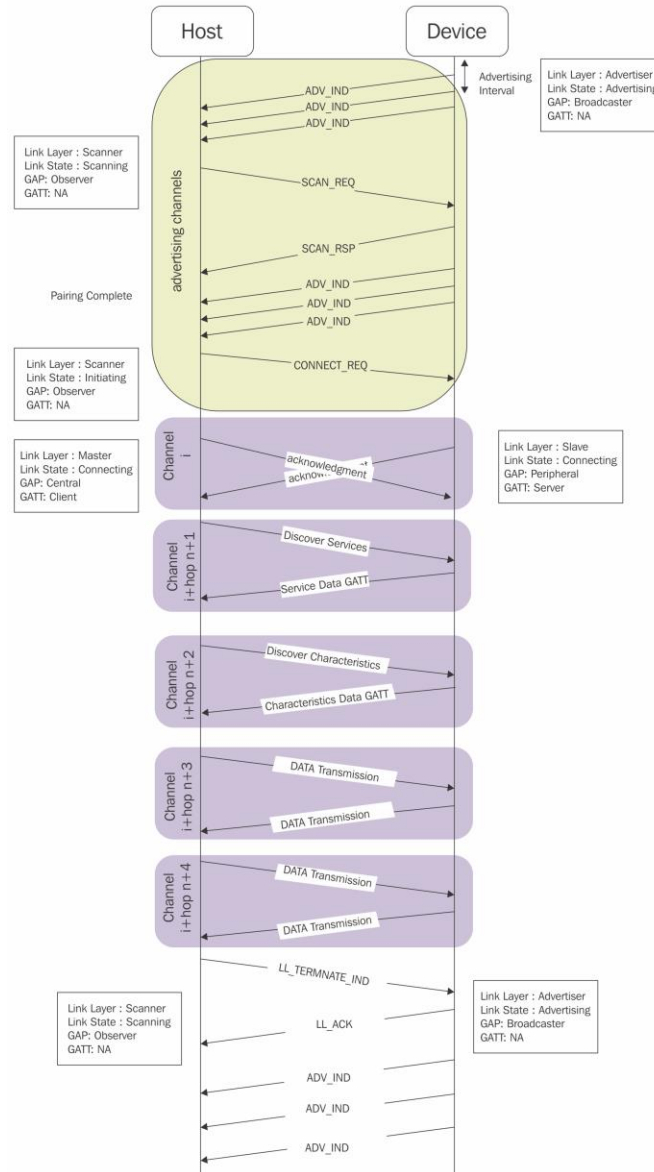 Host
Device
Advertising
Interval
Link Layer : Advertiser
Link State : Advertising
GAP: Broadcaster
GATT: NA
ADV_IND
ADV_IND
ADV_IND
Link Layer : Scanner
Link State : Scanning
GAP: Observer
GATT: NA
SCAN_REQ
advertising channels
SCAN_RSP
Pairing Complete
ADV_IND
ADV_IND
ADV_IND
Link Layer : Scanner
Link State : Initiating
GAP: Observer
GATT: NA
CONNECT_REQ
Link Layer : Master
Link State : Connecting
GAP: Central
GATT: Client
Channel
i
acknowledgment
Link Layer : Slave
Link State : Connecting
GAP: Peripheral
GATT: Server
Channel
i+hop n+1
Discover Services
Service Data GATT
Channel
i+hop n+2
Discover Characteristics
Characteristics Data GATT
Channel
i+hop n+3
DATA Transmission
DATA Transmission
Channel
i+hop n+4
DATA Transmission
DATA Transmission
LL_TERMNATE_IND
Link Layer : Scanner
Link State : Scanning
GAP: Observer
GATT: NA
Link Layer : Advertiser
Link State : Advertising
GAP: Broadcaster
GATT: NA
LL_ACK
ADV_IND
ADV_IND
ADV_IND